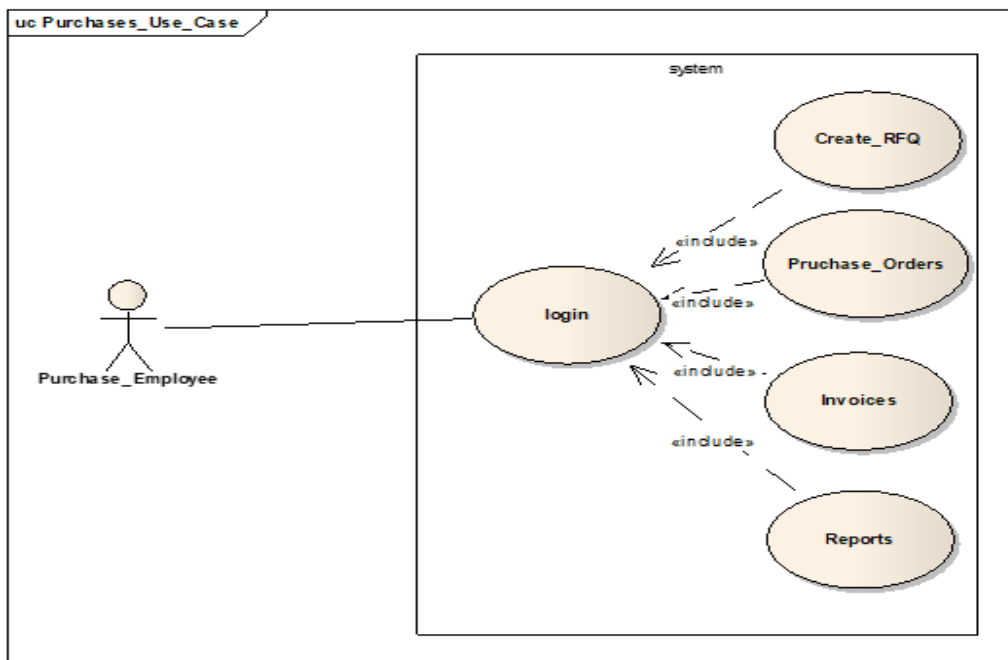 uc Purchases_Use_Case
system
Create_RFQ
«include»
Pruchase_Orders
«include»
login
Purchase_Employee
«include»
Invoices
«include»
Reports